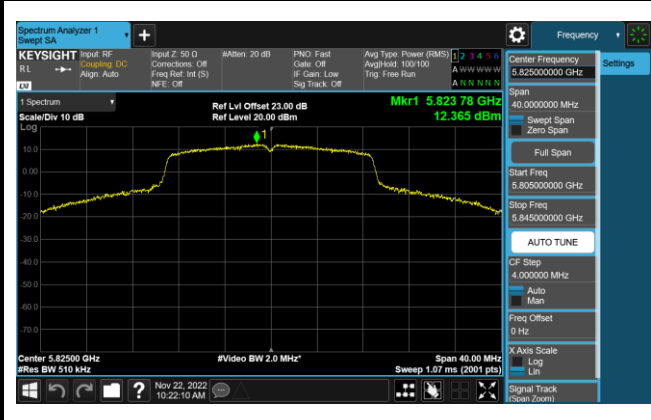 Spectrum Analyzer 1
Swept SA
+
Frequency
KEYSIGHT
RL
LXI
Input: RF
Coupling: DC
Align: Auto
Input Z: 50 Ω
Corrections: Off
Freq Ref: Int (S)
NFE: Off
#Atten: 20 dB
PNO: Fast
Gate: Off
IF Gain: Low
Sig Track: Off
Avg Type: Power (RMS)
Avg|Hold: 100/100
Trig: Free Run
1 2 3 4 5 6
A W W W W W
A N N N N N
1 Spectrum
Scale/Div 10 dB
Ref Lvl Offset 23.00 dB
Ref Level 20.00 dBm
Mkr1 5.823 78 GHz
12.365 dBm
Log
1
10.0
0.00
-10.0
-20.0
-30.0
-40.0
-50.0
-60.0
-70.0
Center 5.82500 GHz
#Res BW 510 kHz
#Video BW 2.0 MHz*
Span 40.00 MHz
Sweep 1.07 ms (2001 pts)
?
Nov 22, 2022
10:22:10 AM
Center Frequency
5.825000000 GHz
Settings
Span
40.0000000 MHz
Swept Span
Zero Span
Full Span
Start Freq
5.805000000 GHz
Stop Freq
5.845000000 GHz
AUTO TUNE
CF Step
4.000000 MHz
Auto
Man
Freq Offset
0 Hz
X Axis Scale
Log
Lin
Signal Track
(Span Zoom)